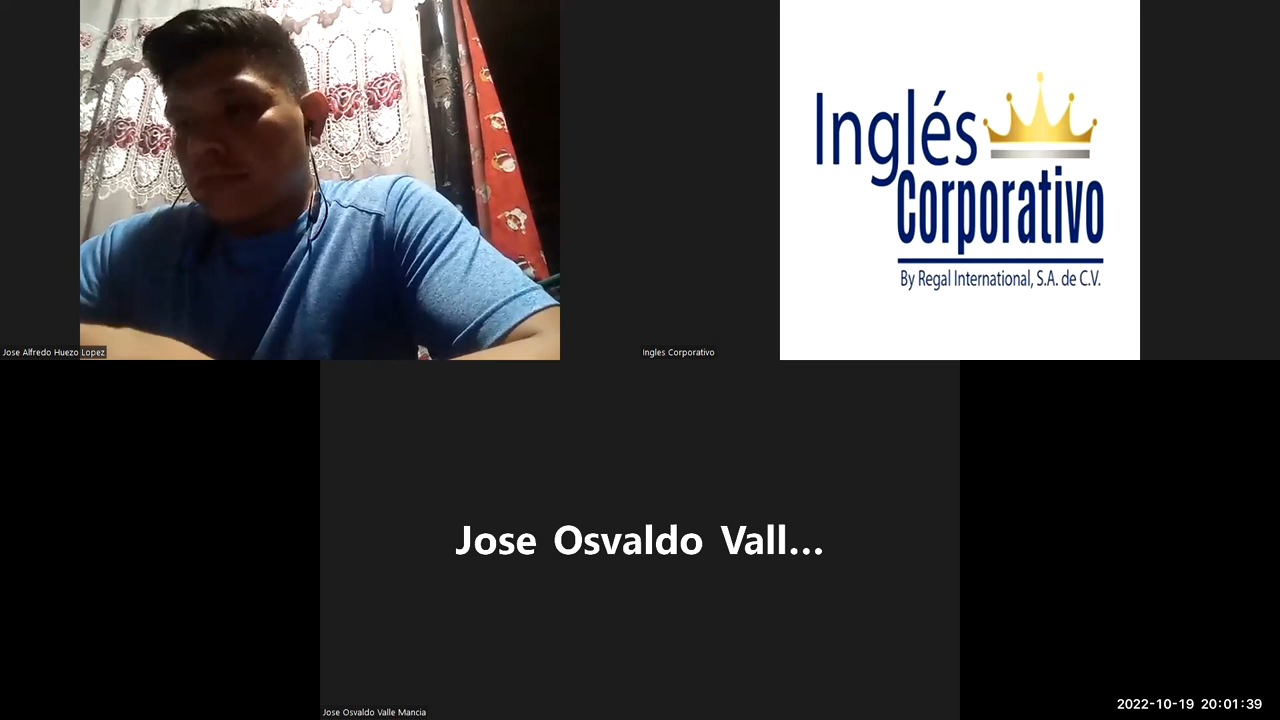 Inglés
Corporativo
By Regal International, S.A. de C.V.
Jose Alfredo Huezo Lopez
Ingles Corporativo
Jose Osvaldo Vall...
Jose Osvaldo Valle Mancia
2022-10-19 20:01:39